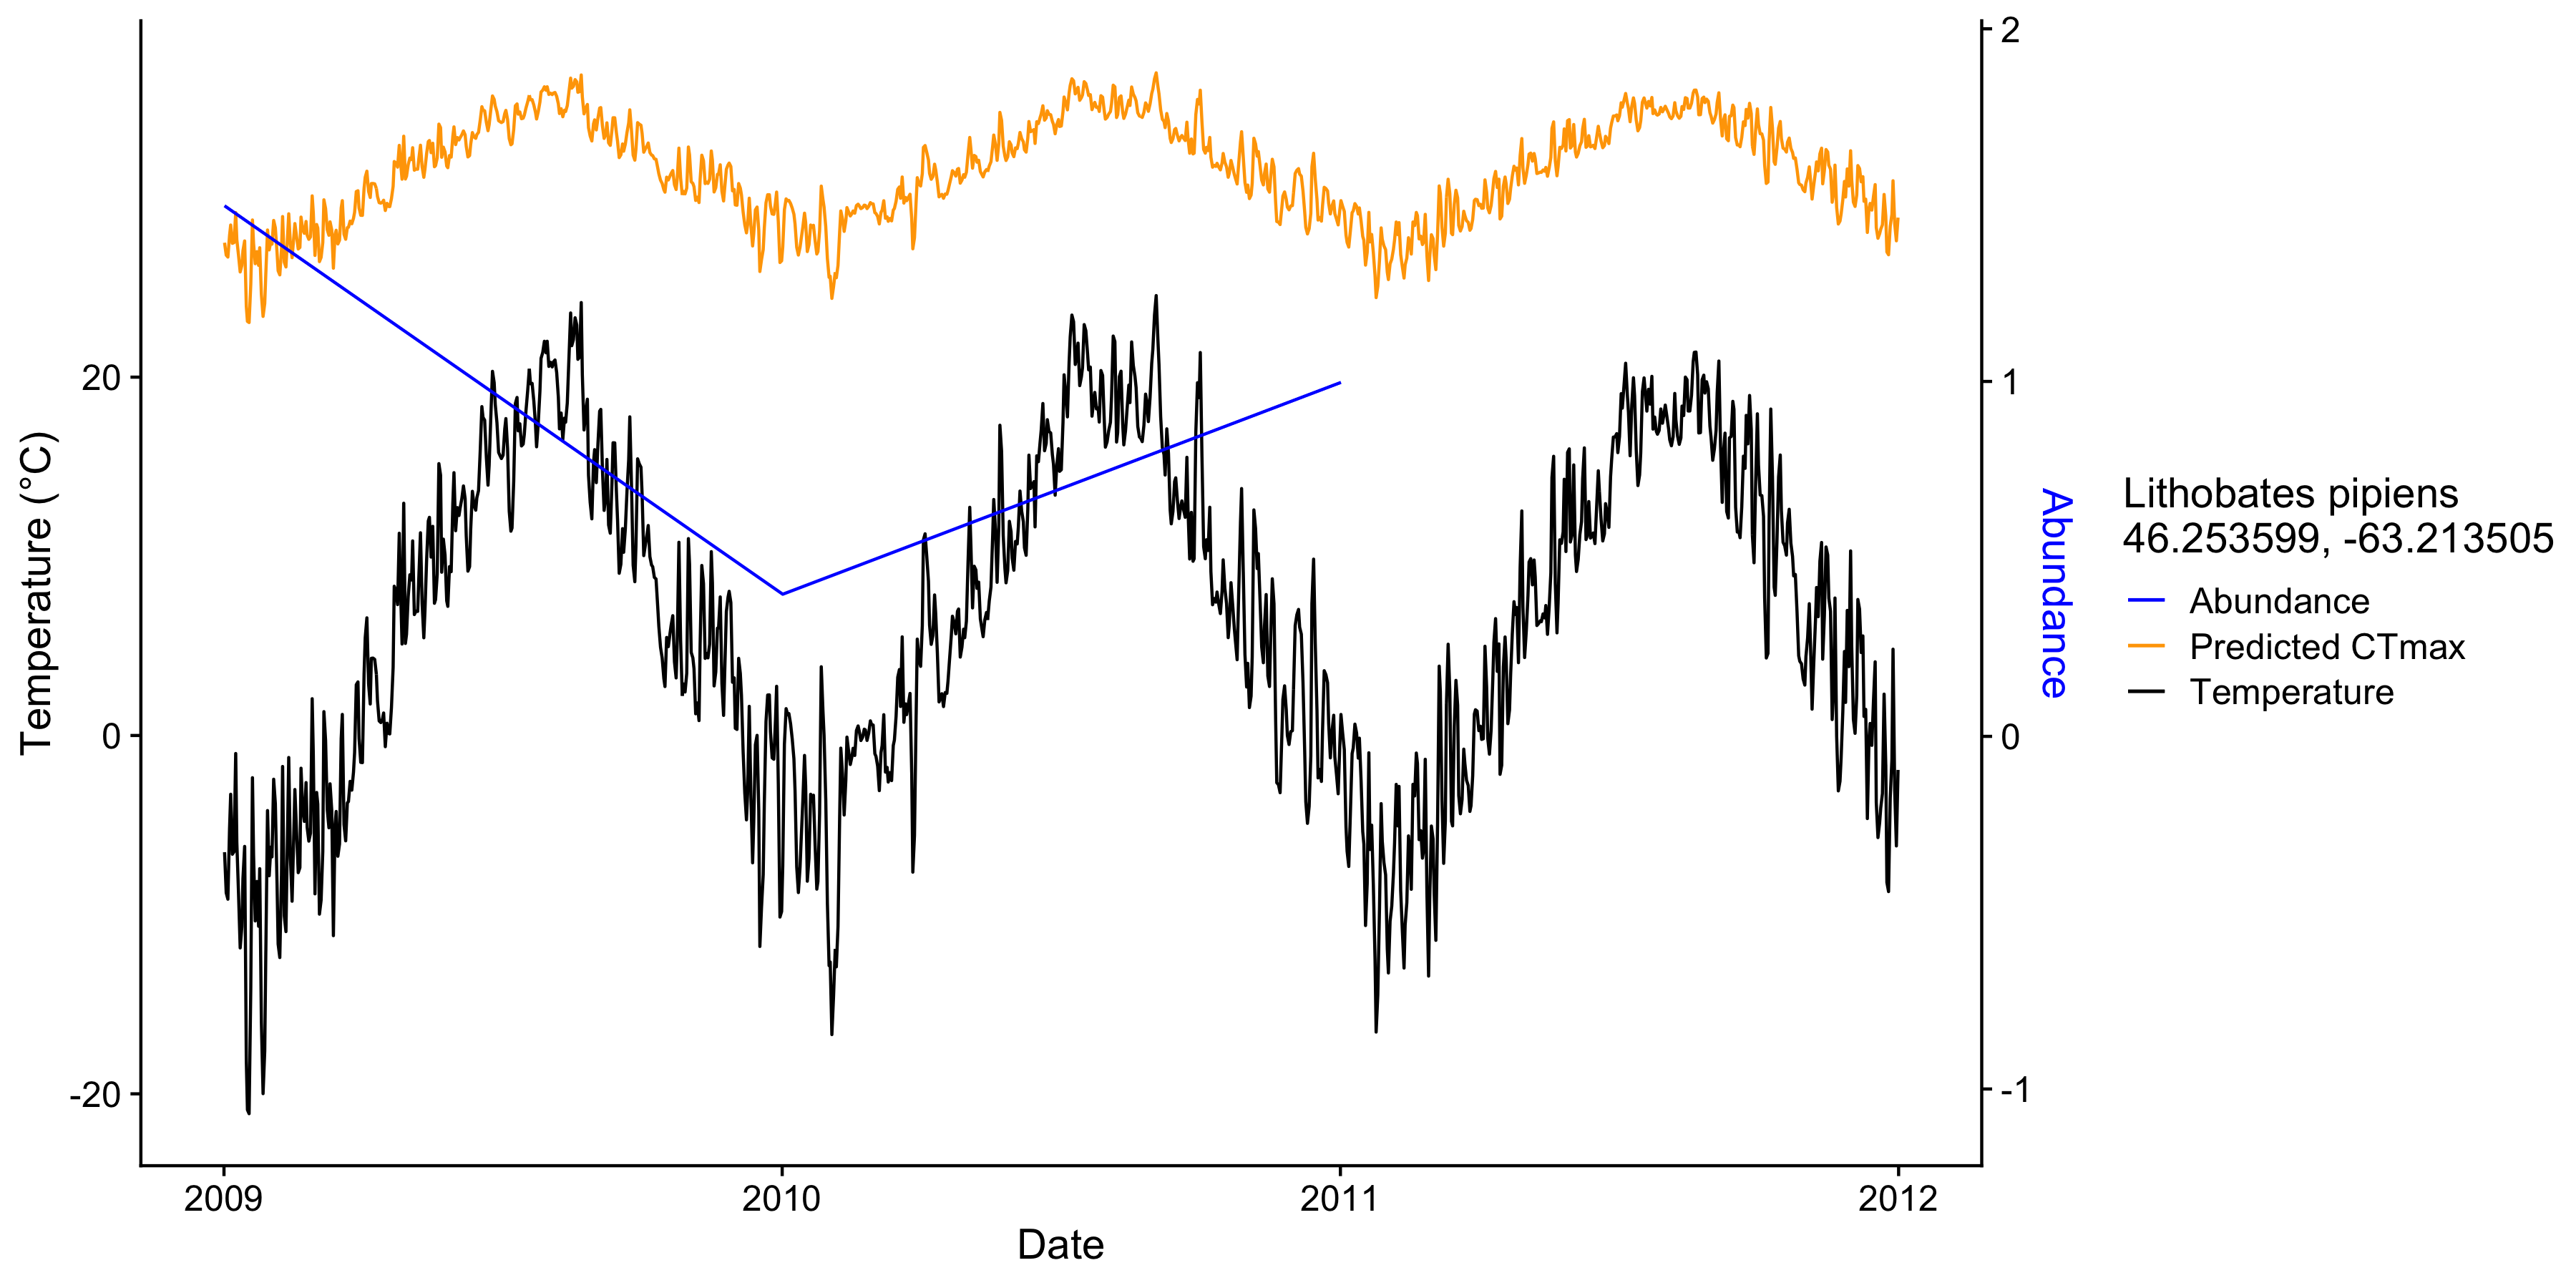 Temperature (°C)
20
0
-20
2009
2010
2011
2012
Date
2
1
0
-1
Abundance
Lithobates pipiens
46.253599, -63.213505
Abundance
Predicted CTmax
Temperature